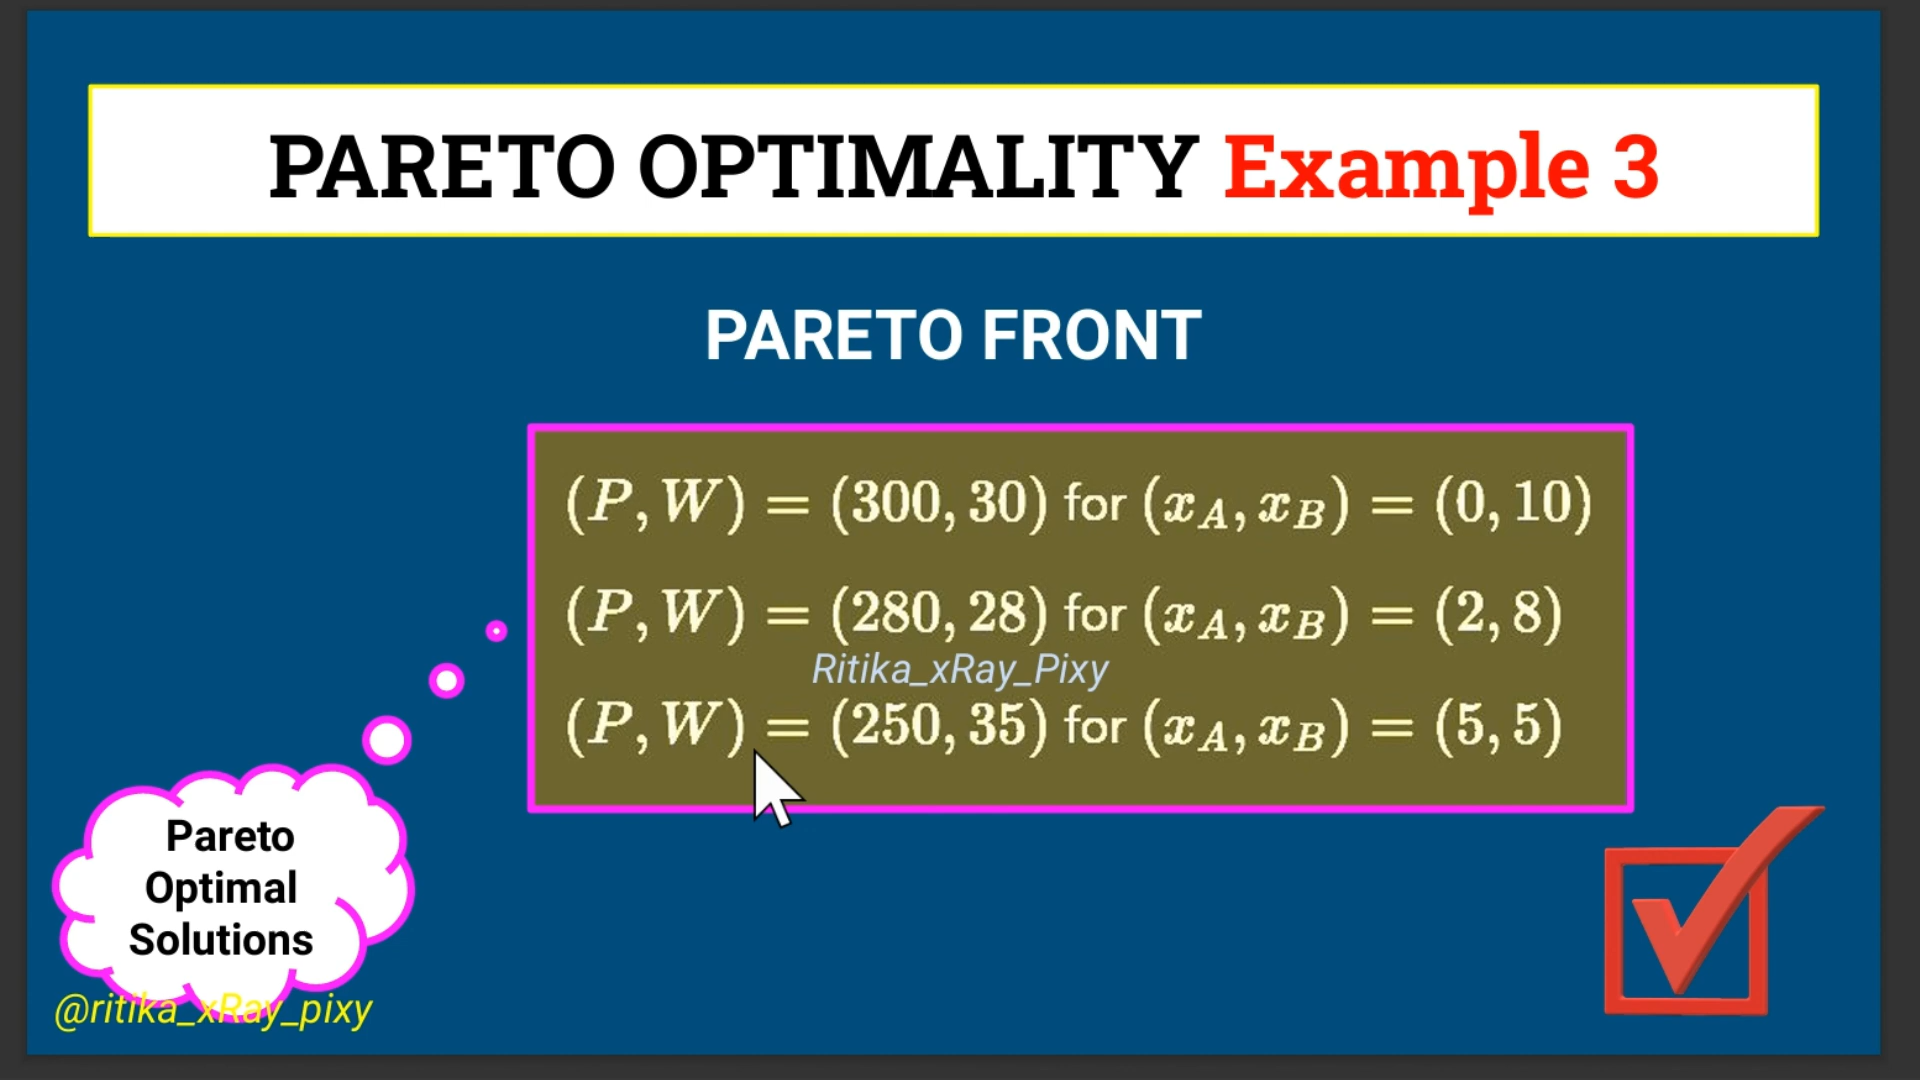 PARETO OPTIMALITY Example 3
PARETO FRONT
(P, W) = (300, 30) for (x_A, x_B) = (0, 10)
(P, W) = (280, 28) for (x_A, x_B) = (2, 8)
Ritika_xRay_Pixy
(P, W) = (250, 35) for (x_A, x_B) = (5, 5)
Pareto
Optimal
Solutions
@ritika_xRay_pixy